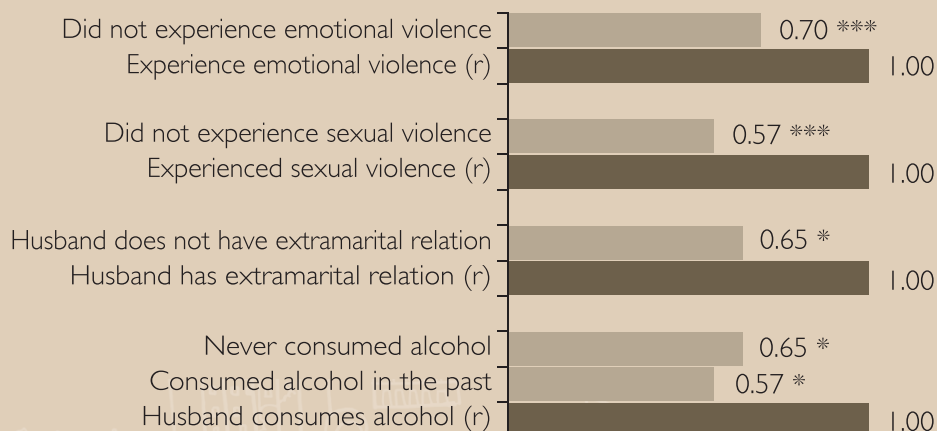 Did not experience emotional violence 0.70 ***
Experience emotional violence (r) 1.00
Did not experience sexual violence 0.57 ***
Experienced sexual violence (r) 1.00
Husband does not have extramarital relation 0.65 *
Husband has extramarital relation (r) 1.00
Never consumed alcohol 0.65 *
Consumed alcohol in the past 0.57 *
Husband consumes alcohol (r) 1.00